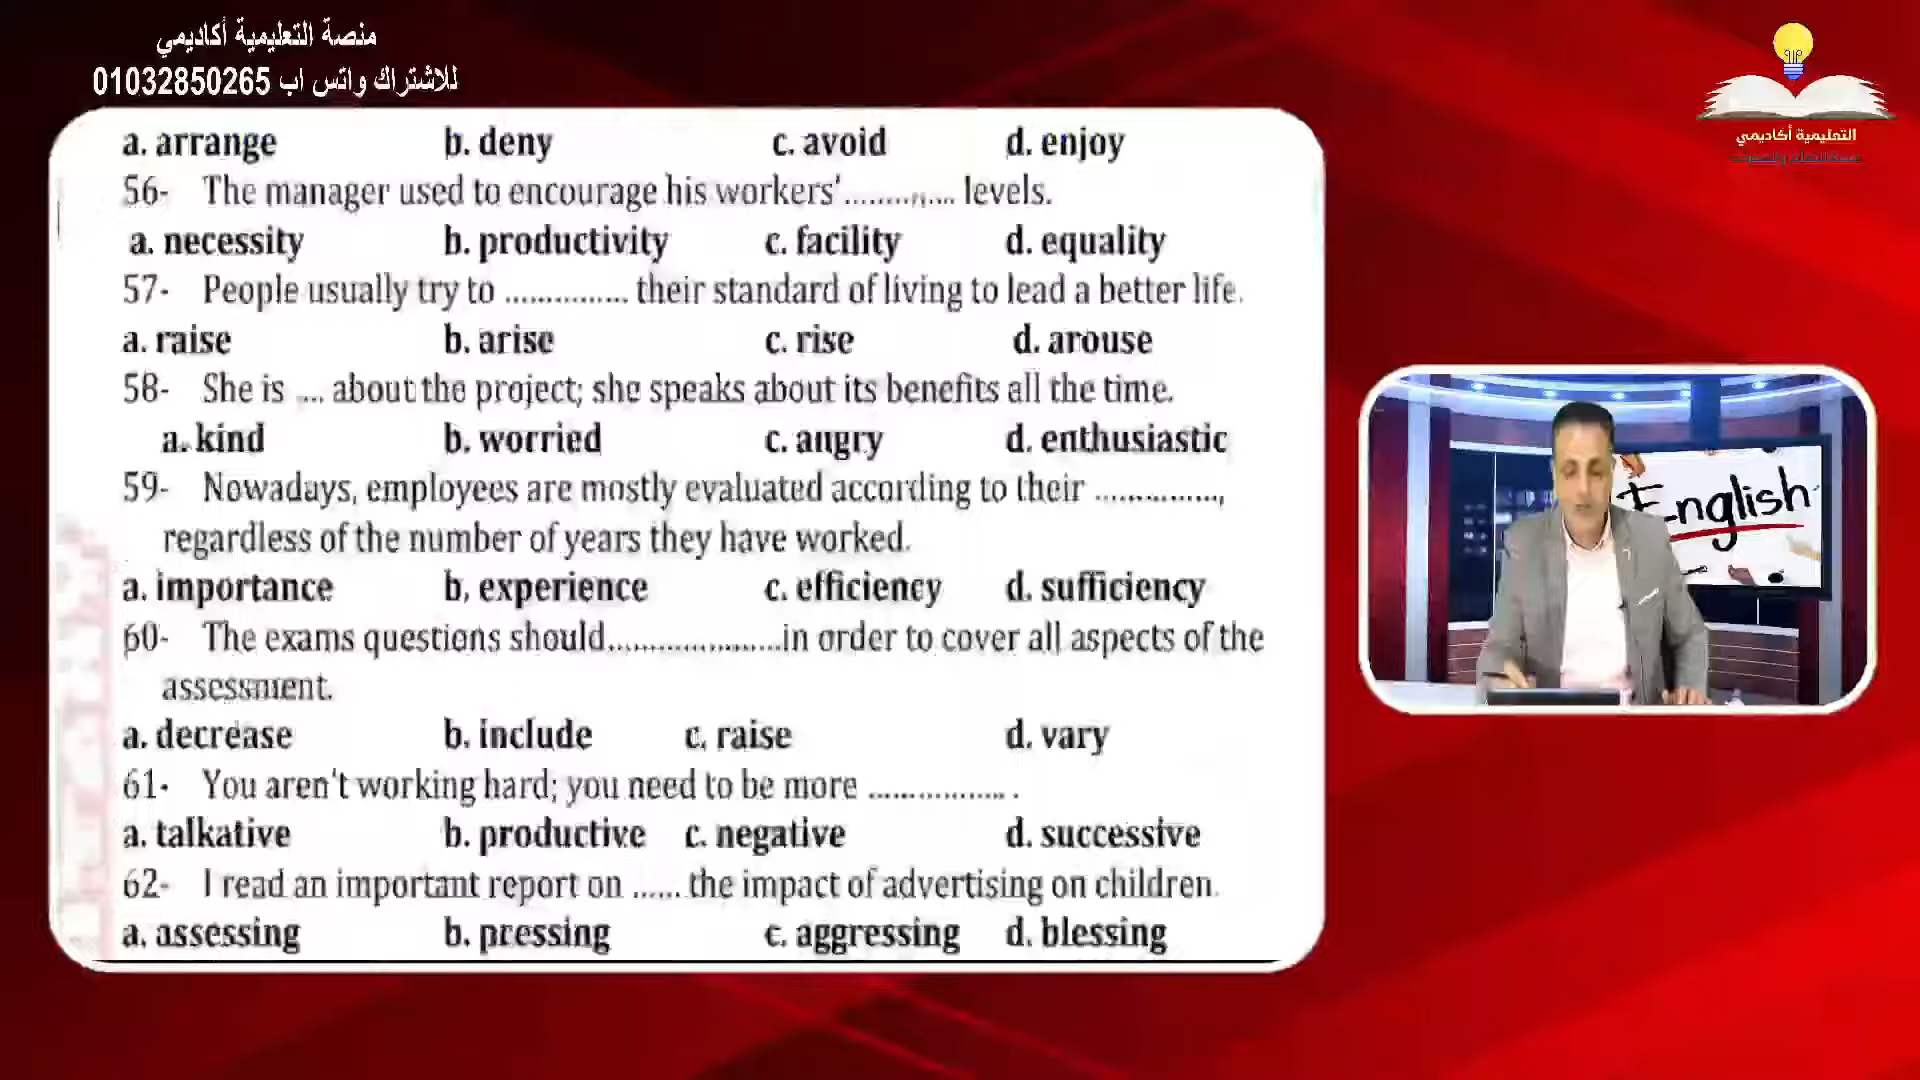 منصة التعليمية أكاديمي
للاشتراك واتس اب 01032850265
التعليمية أكاديمي
a. arrange b. deny c. avoid d. enjoy
56- The manager used to encourage his workers' ............ levels.
a. necessity b. productivity c. facility d. equality
57- People usually try to ............... their standard of living to lead a better life.
a. raise b. arise c. rise d. arouse
58- She is ... about the project; she speaks about its benefits all the time.
a. kind b. worried c. angry d. enthusiastic
59- Nowadays, employees are mostly evaluated according to their ...............,
regardless of the number of years they have worked.
a. importance b. experience c. efficiency d. sufficiency
60- The exams questions should.....................in order to cover all aspects of the
assessment.
a. decrease b. include c. raise d. vary
61- You aren't working hard; you need to be more ................. .
a. talkative b. productive c. negative d. successive
62- I read an important report on ...... the impact of advertising on children.
a. assessing b. pressing c. aggressing d. blessing
English